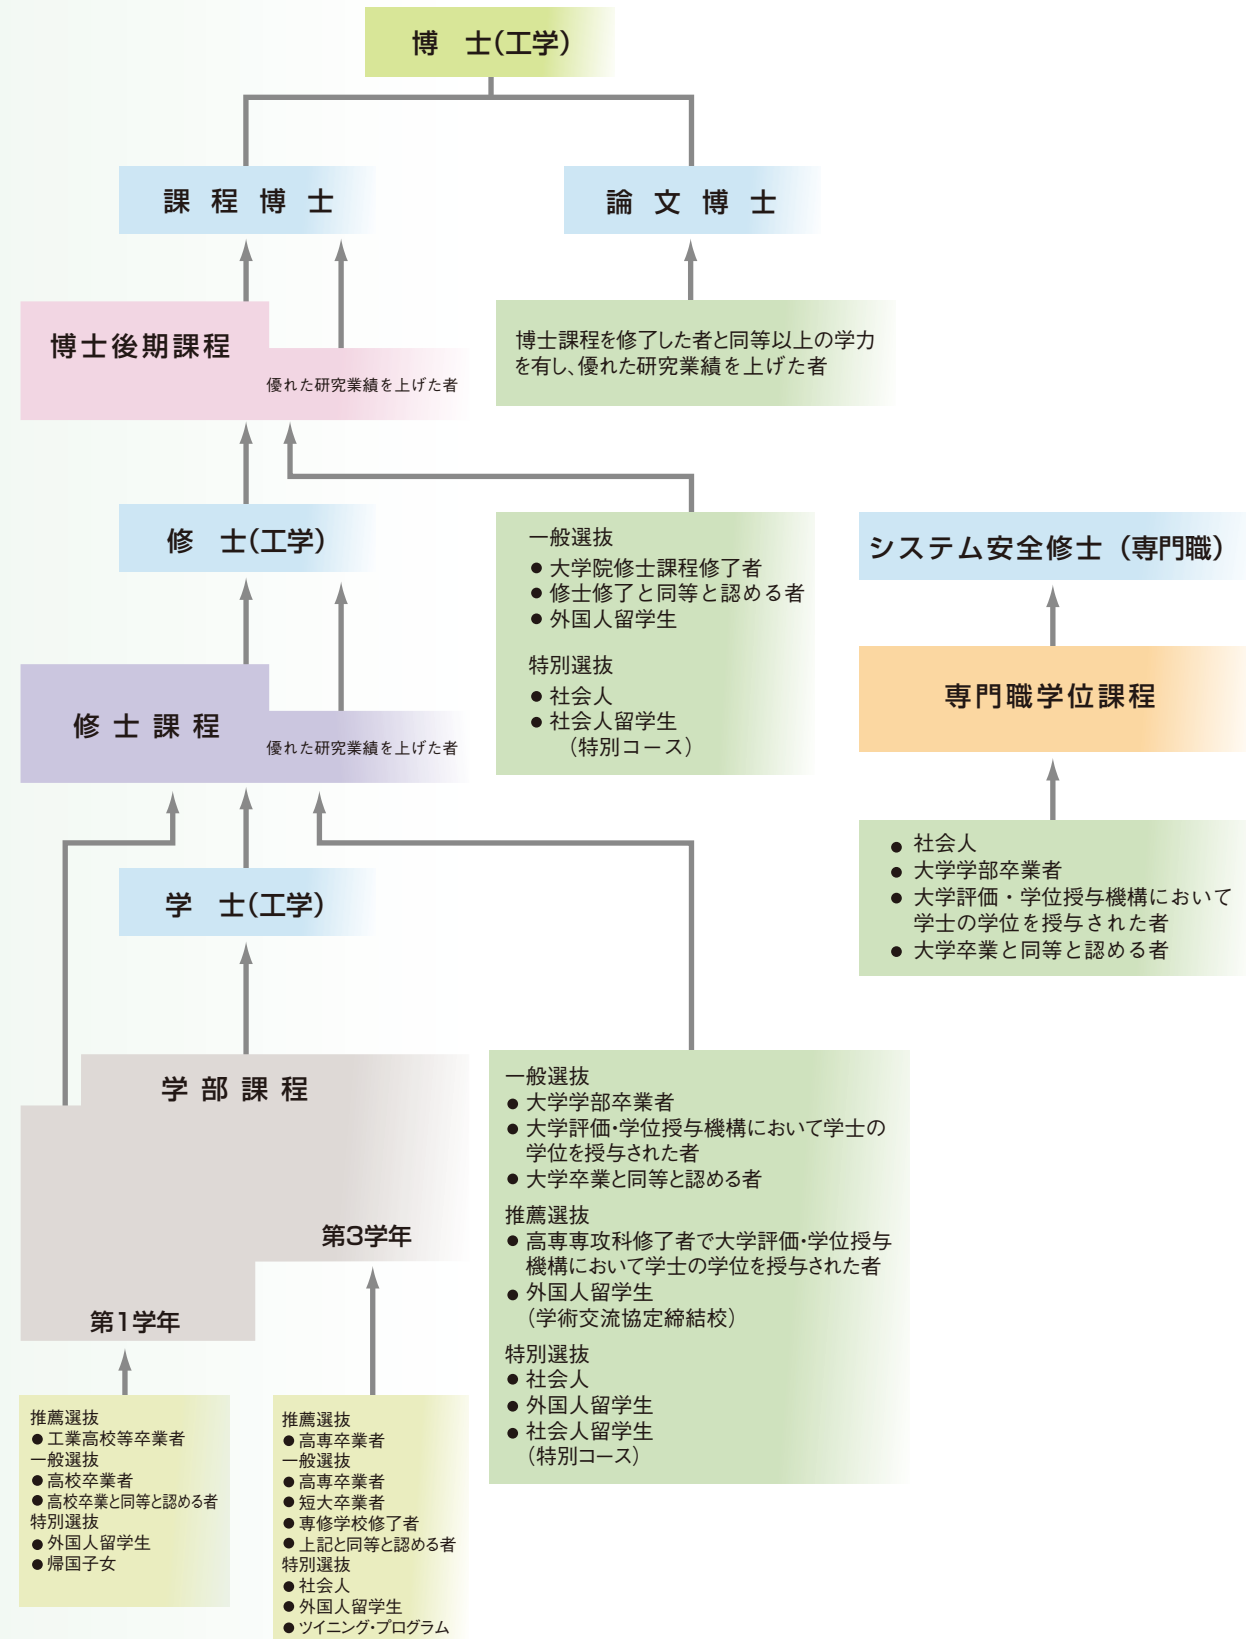 博　士（工学）
課程博士
論文博士
博士後期課程
優れた研究業績を上げた者
博士課程を修了した者と同等以上の学力
を有し、優れた研究業績を上げた者
修　士（工学）
一般選抜
● 大学院修士課程修了者
● 修士修了と同等と認める者
● 外国人留学生
特別選抜
● 社会人
● 社会人留学生
（特別コース）
システム安全修士（専門職）
専門職学位課程
● 社会人
● 大学学部卒業者
● 大学評価・学位授与機構において
学士の学位を授与された者
● 大学卒業と同等と認める者
修士課程
優れた研究業績を上げた者
学　士（工学）
学部課程
第3学年
第1学年
一般選抜
● 大学学部卒業者
● 大学評価・学位授与機構において学士の
学位を授与された者
● 大学卒業と同等と認める者
推薦選抜
● 高専専攻科修了者で大学評価・学位授与
機構において学士の学位を授与された者
● 外国人留学生
（学術交流協定締結校）
特別選抜
● 社会人
● 外国人留学生
● 社会人留学生
（特別コース）
推薦選抜
● 工業高校等卒業者
一般選抜
● 高校卒業者
● 高校卒業と同等と認める者
特別選抜
● 外国人留学生
● 帰国子女
推薦選抜
● 高専卒業者
一般選抜
● 高専卒業者
● 短大卒業者
● 専修学校修了者
● 上記と同等と認める者
特別選抜
● 社会人
● 外国人留学生
● ツイニング・プログラム